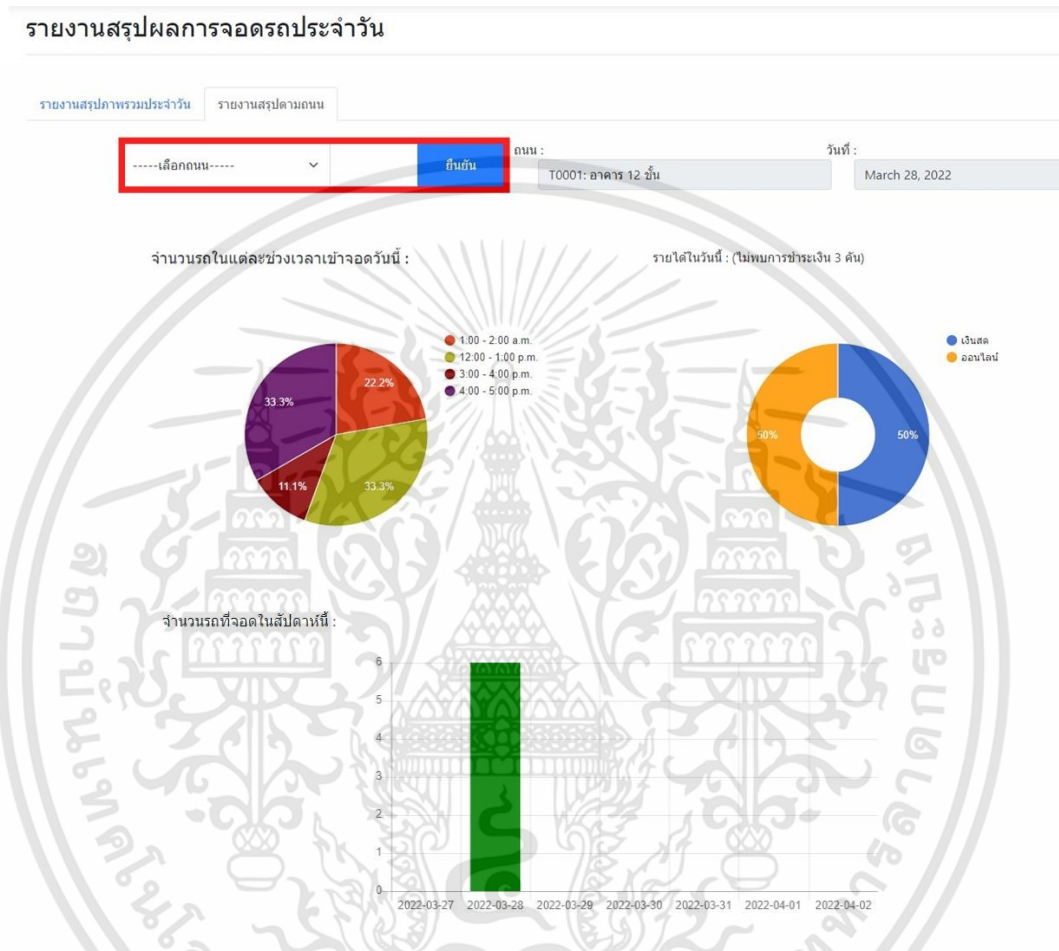 รายงานสรุปผลการจอดรถประจำวัน
รายงานสรุปภาพรวมประจำวัน รายงานสรุปตามถนน
-----เลือกถนน----- ยืนยัน
ถนน : วันที่ :
T0001: อาคาร 12 ชั้น March 28, 2022
จำนวนรถในแต่ละช่วงเวลาเข้าจอดวันนี้ :
รายได้ในวันนี้ : (ไม่พบการชำระเงิน 3 คัน)
1:00 - 2:00 a.m.
12:00 - 1:00 p.m.
3:00 - 4:00 p.m.
4:00 - 5:00 p.m.
22.2%
33.3%
11.1%
33.3%
เงินสด
ออนไลน์
50%
50%
จำนวนรถที่จอดในสัปดาห์นี้ :
6
5
4
3
2
1
0
2022-03-27 2022-03-28 2022-03-29 2022-03-30 2022-03-31 2022-04-01 2022-04-02